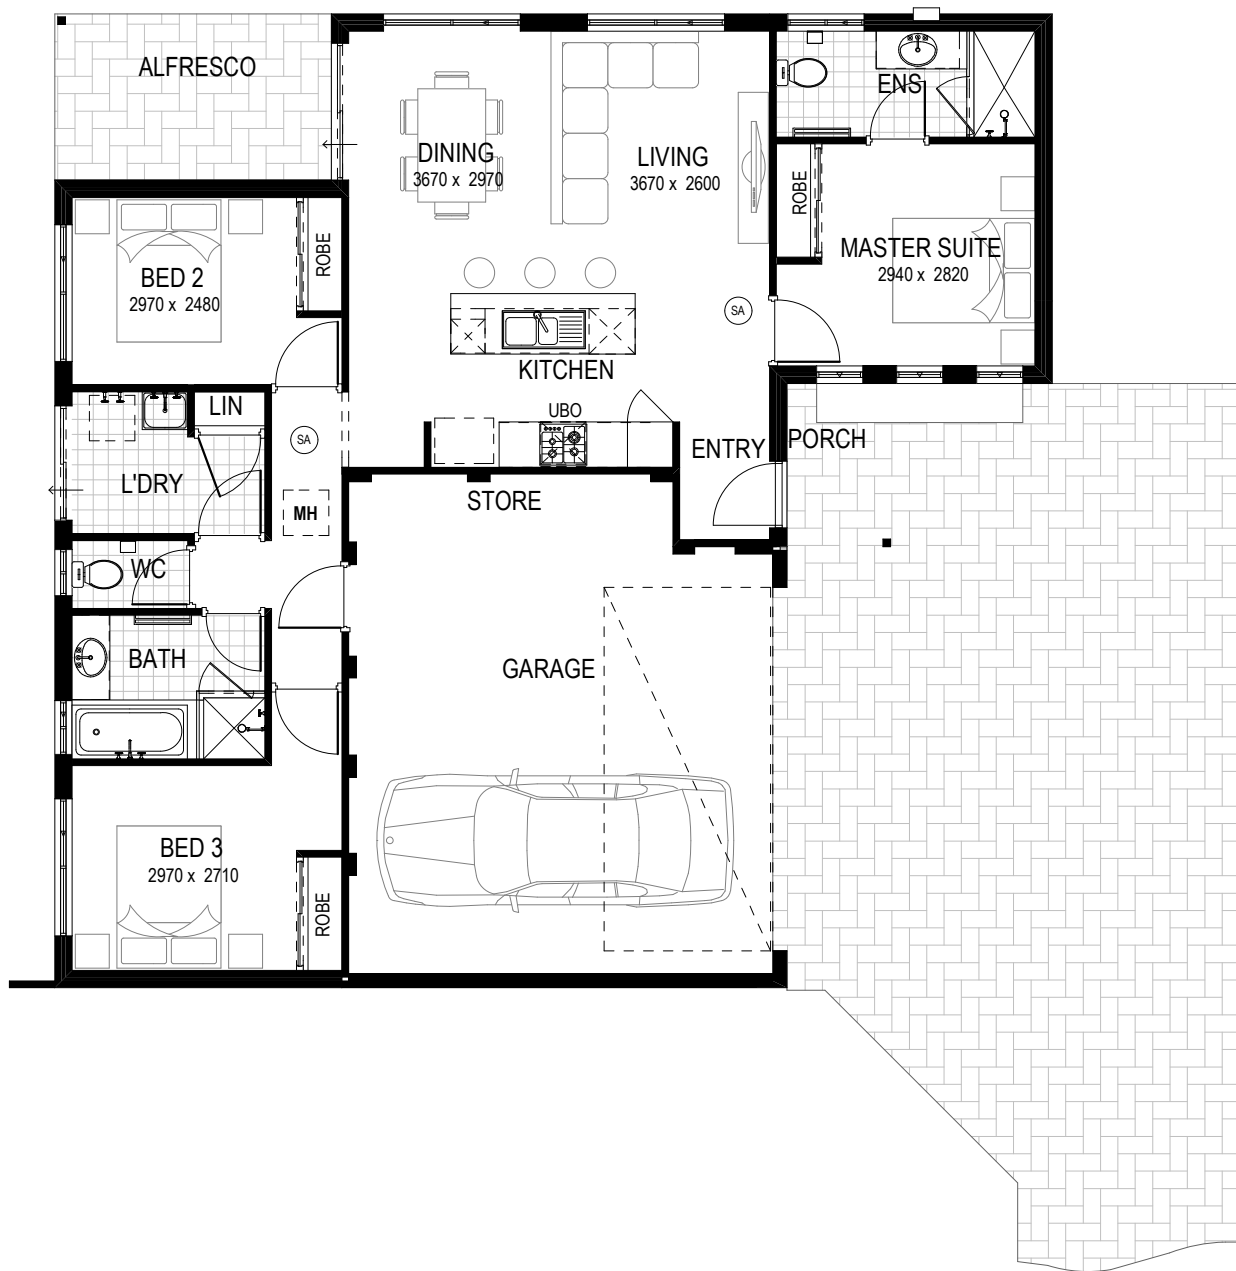 ALFRESCO
DINING
3670 x 2970
LIVING
3670 x 2600
ENS
ROBE
MASTER SUITE
2940 x 2820
BED 2
2970 x 2480
ROBE
SA
KITCHEN
UBO
LIN
SA
ENTRY
PORCH
L'DRY
STORE
MH
WC
BATH
GARAGE
BED 3
2970 x 2710
ROBE